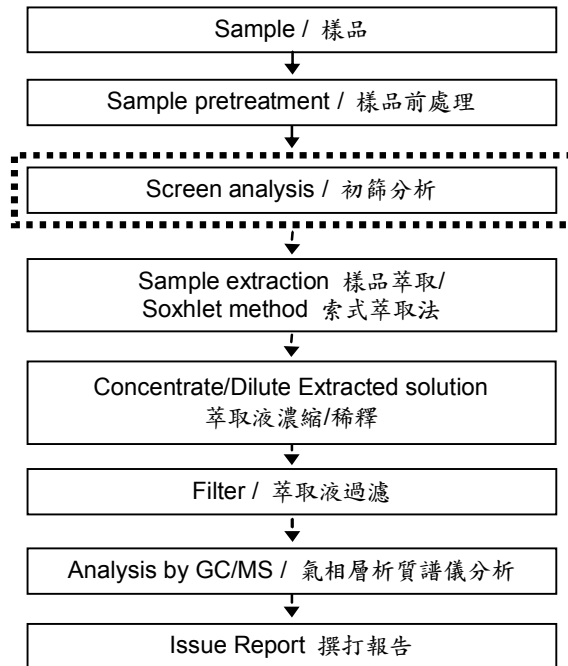 Sample / 樣品
Sample pretreatment / 樣品前處理
Screen analysis / 初篩分析
Sample extraction 樣品萃取/
Soxhlet method 索式萃取法
Concentrate/Dilute Extracted solution
萃取液濃縮/稀釋
Filter / 萃取液過濾
Analysis by GC/MS / 氣相層析質譜儀分析
Issue Report 撰打報告